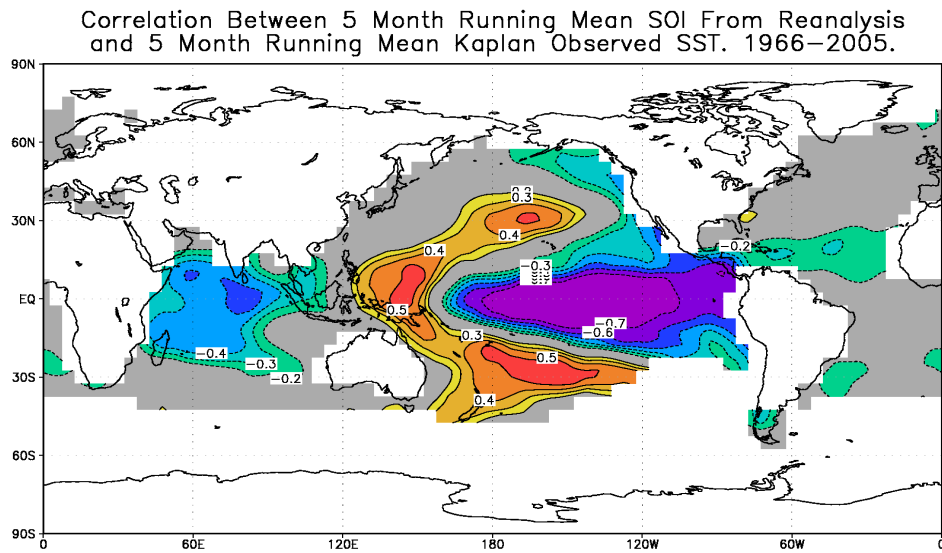 Correlation Between 5 Month Running Mean SOI From Reanalysis
and 5 Month Running Mean Kaplan Observed SST. 1966−2005.
90N
60N
0.3
30N
0.4
−0.2
0.4
−0.3
EQ
0.5
−0.7
−0.6
0.3
−0.4
−0.3
0.5
−0.2
30S
0.4
60S
90S
0
60E
120E
180
120W
60W
0